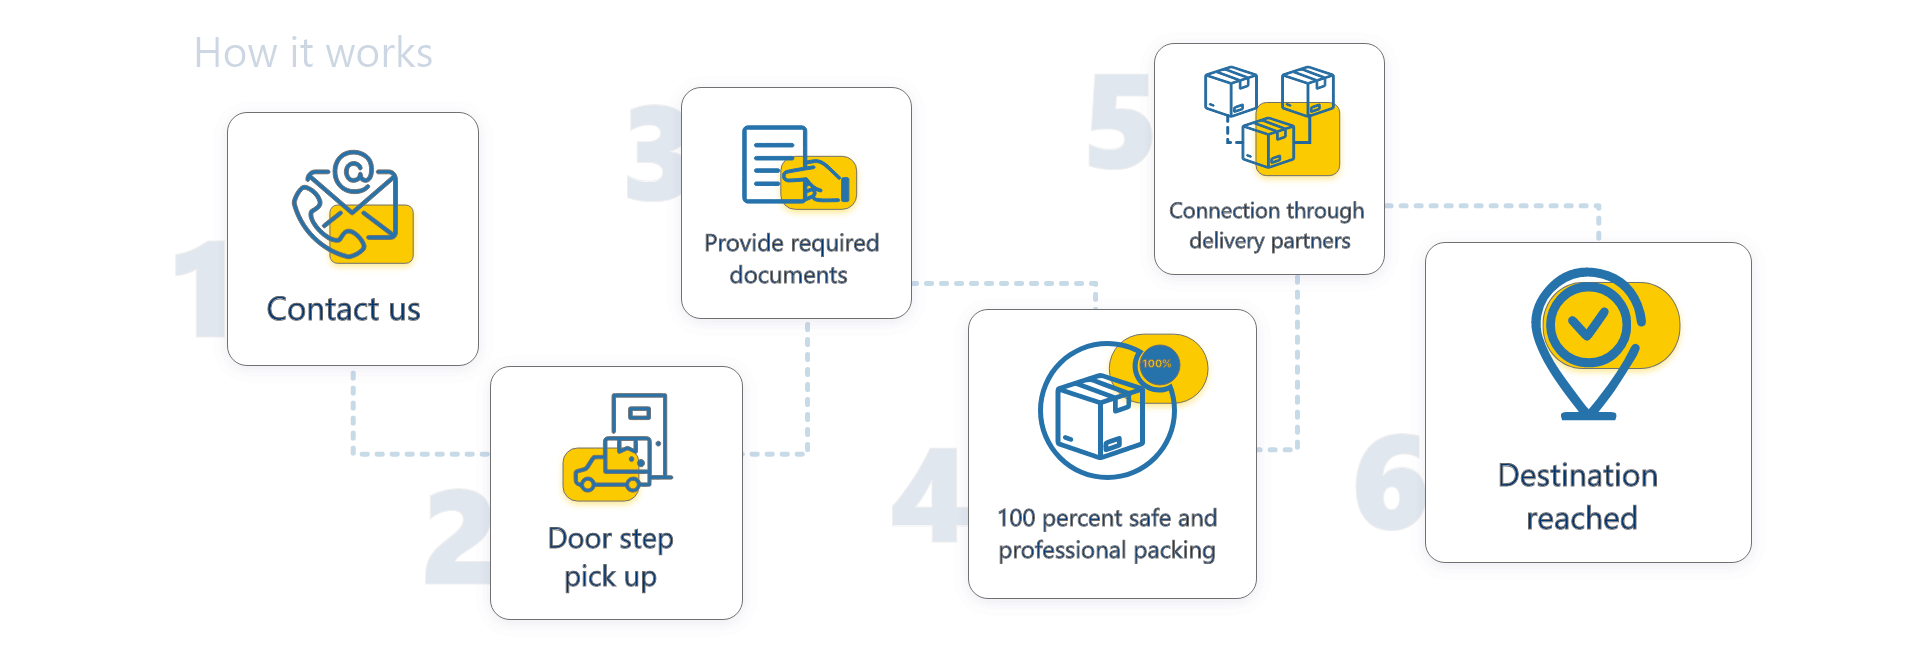 How it works
1
Contact us
2
Door step
pick up
3
Provide required
documents
4
100%
100 percent safe and
professional packing
5
Connection through
delivery partners
6
Destination
reached